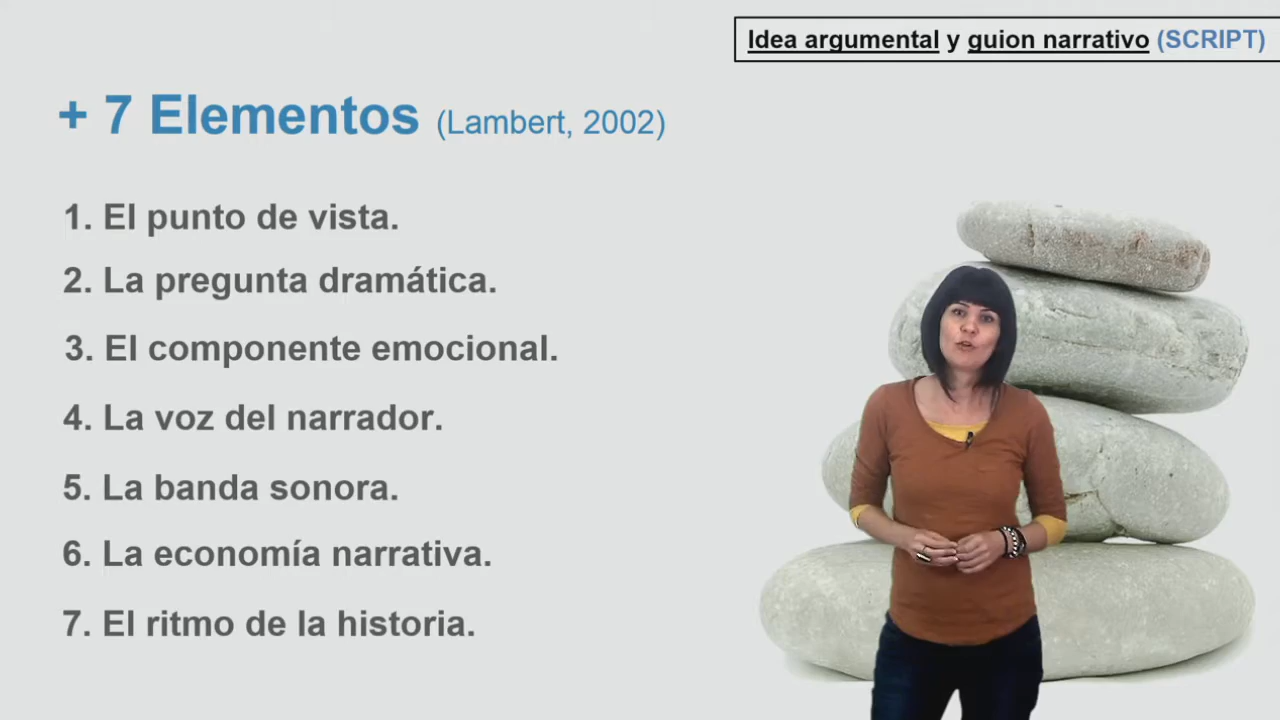 Idea argumental y guion narrativo (SCRIPT)
+ 7 Elementos (Lambert, 2002)
1. El punto de vista.
2. La pregunta dramática.
3. El componente emocional.
4. La voz del narrador.
5. La banda sonora.
6. La economía narrativa.
7. El ritmo de la historia.